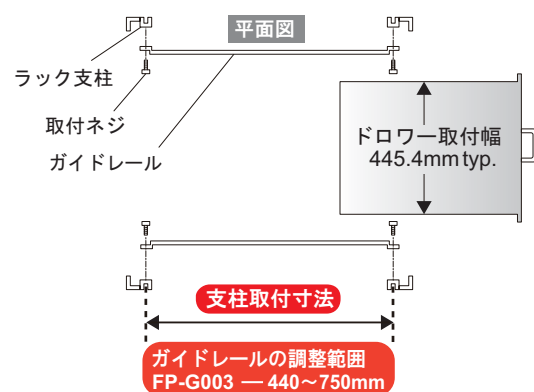 平面図
ラック支柱
取付ネジ
ガイドレール
ドロワー取付幅
445.4mm typ.
支柱取付寸法
ガイドレールの調整範囲
FP-G003 ― 440～750mm